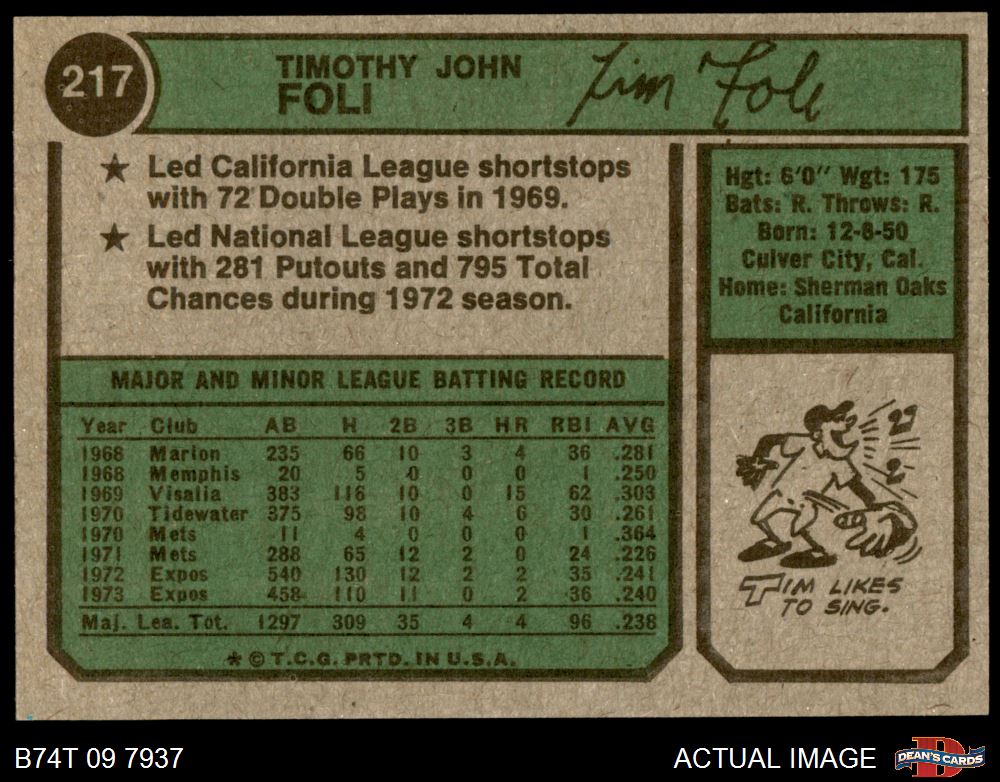 217
TIMOTHY JOHN
FOLI
Tim Foli
★ Led California League shortstops
with 72 Double Plays in 1969.
★ Led National League shortstops
with 281 Putouts and 795 Total
Chances during 1972 season.
Hgt: 6'0" Wgt: 175
Bats: R. Throws: R.
Born: 12-8-50
Culver City, Cal.
Home: Sherman Oaks
California
MAJOR AND MINOR LEAGUE BATTING RECORD
Year Club AB H 2B 3B HR RBI AVG
1968 Marion 235 66 10 3 4 36 .281
1968 Memphis 20 5 0 0 0 1 .250
1969 Visalia 383 116 10 0 15 62 .303
1970 Tidewater 375 98 10 4 6 30 .261
1970 Mets 11 4 0 0 0 1 .364
1971 Mets 288 65 12 2 0 24 .226
1972 Expos 540 130 12 2 2 35 .241
1973 Expos 458 110 11 0 2 36 .240
Maj. Lea. Tot. 1297 309 35 4 4 96 .238
* © T.C.G. PRTD. IN U.S.A.
TIM LIKES
TO SING.
B74T 09 7937
ACTUAL IMAGE
D
DEAN'S CARDS